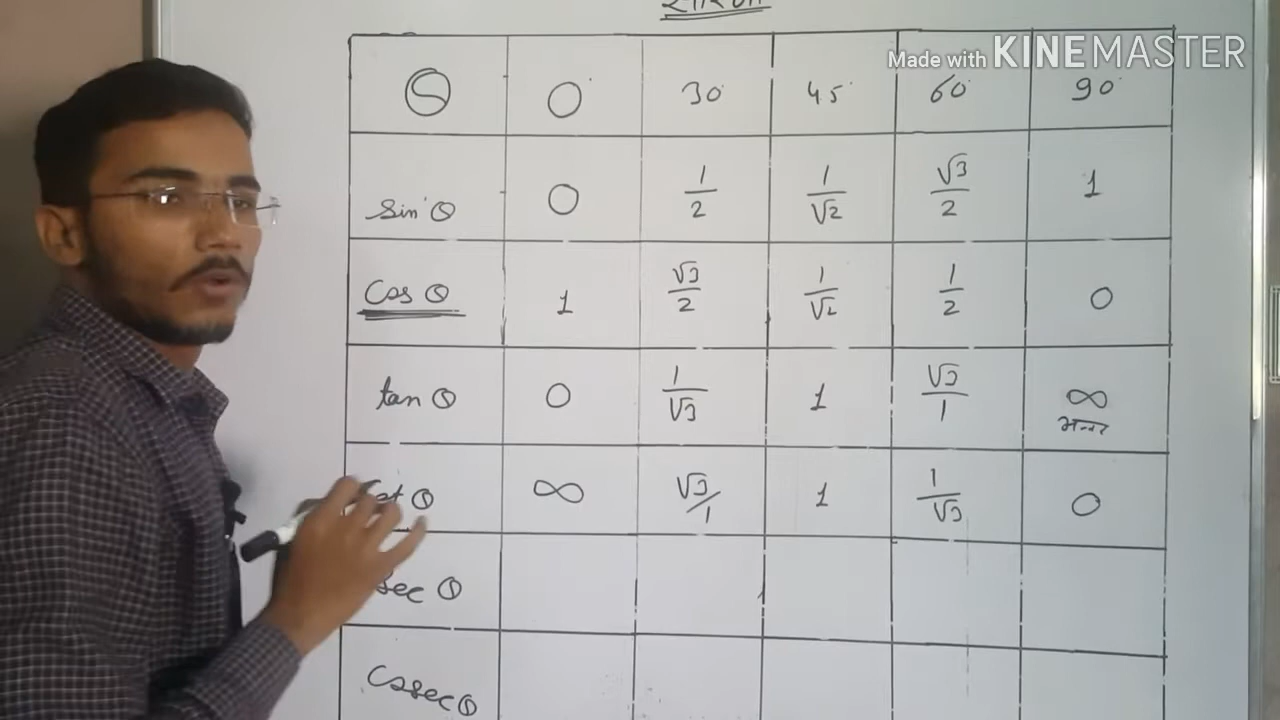 Made with KINEMASTER
θ 0° 30° 45° 60° 90°
sin θ 0 1/2 1/√2 √3/2 1
Cos θ 1 √3/2 1/√2 1/2 0
tan θ 0 1/√3 1 √3/1 ∞
Cot θ ∞ √3/1 1 1/√3 0
Sec θ
Cosec θ